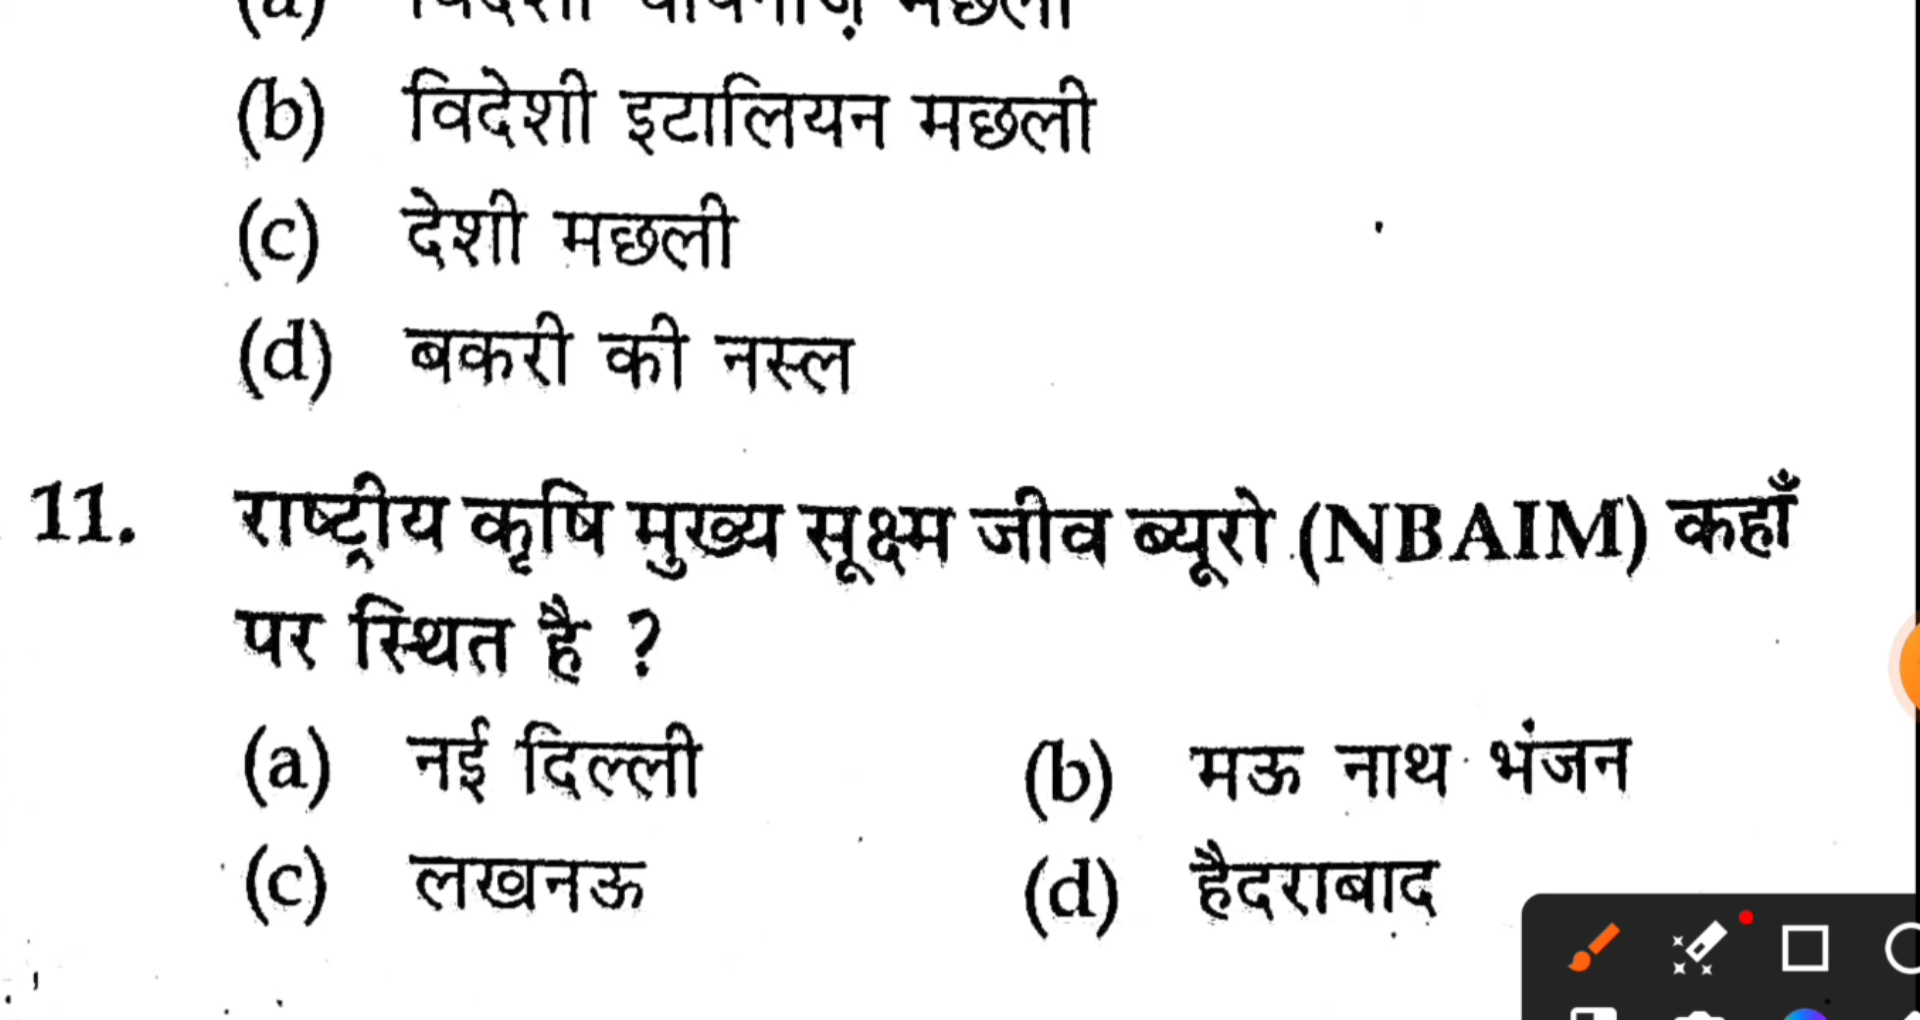 (b) विदेशी इटालियन मछली
(c) देशी मछली
(d) बकरी की नस्ल
11. राष्ट्रीय कृषि मुख्य सूक्ष्म जीव ब्यूरो (NBAIM) कहाँ
पर स्थित है ?
(a) नई दिल्ली (b) मऊ नाथ भंजन
(c) लखनऊ (d) हैदराबाद